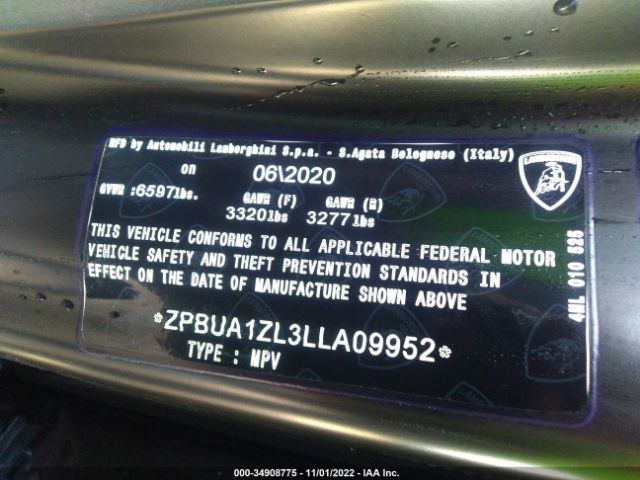 MFD by Automobili Lamborghini S.p.a. - S.Agata Bolognese (Italy)
on 06\2020
GVWR :6597lbs. GAWR (F) GAWR (R)
3320lbs 3277lbs
THIS VEHICLE CONFORMS TO ALL APPLICABLE FEDERAL MOTOR
VEHICLE SAFETY AND THEFT PREVENTION STANDARDS IN
EFFECT ON THE DATE OF MANUFACTURE SHOWN ABOVE
*ZPBUA1ZL3LLA09952*
TYPE : MPV
LAMBORGHINI
4ML 010 525
000-34908775 - 11/01/2022 - IAA Inc.